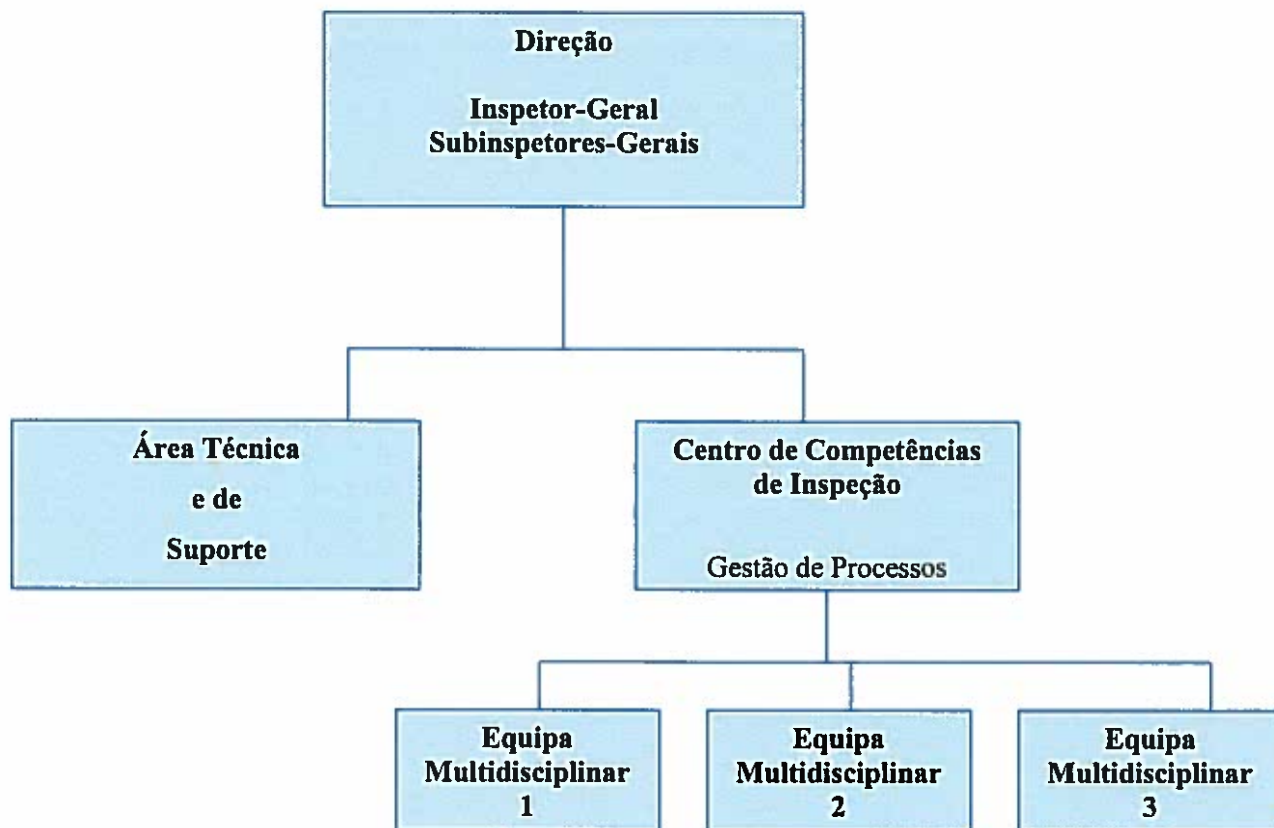 Direção
Inspetor-Geral
Subinspetores-Gerais
Área Técnica
e de
Suporte
Centro de Competências
de Inspeção
Gestão de Processos
Equipa
Multidisciplinar
1
Equipa
Multidisciplinar
2
Equipa
Multidisciplinar
3